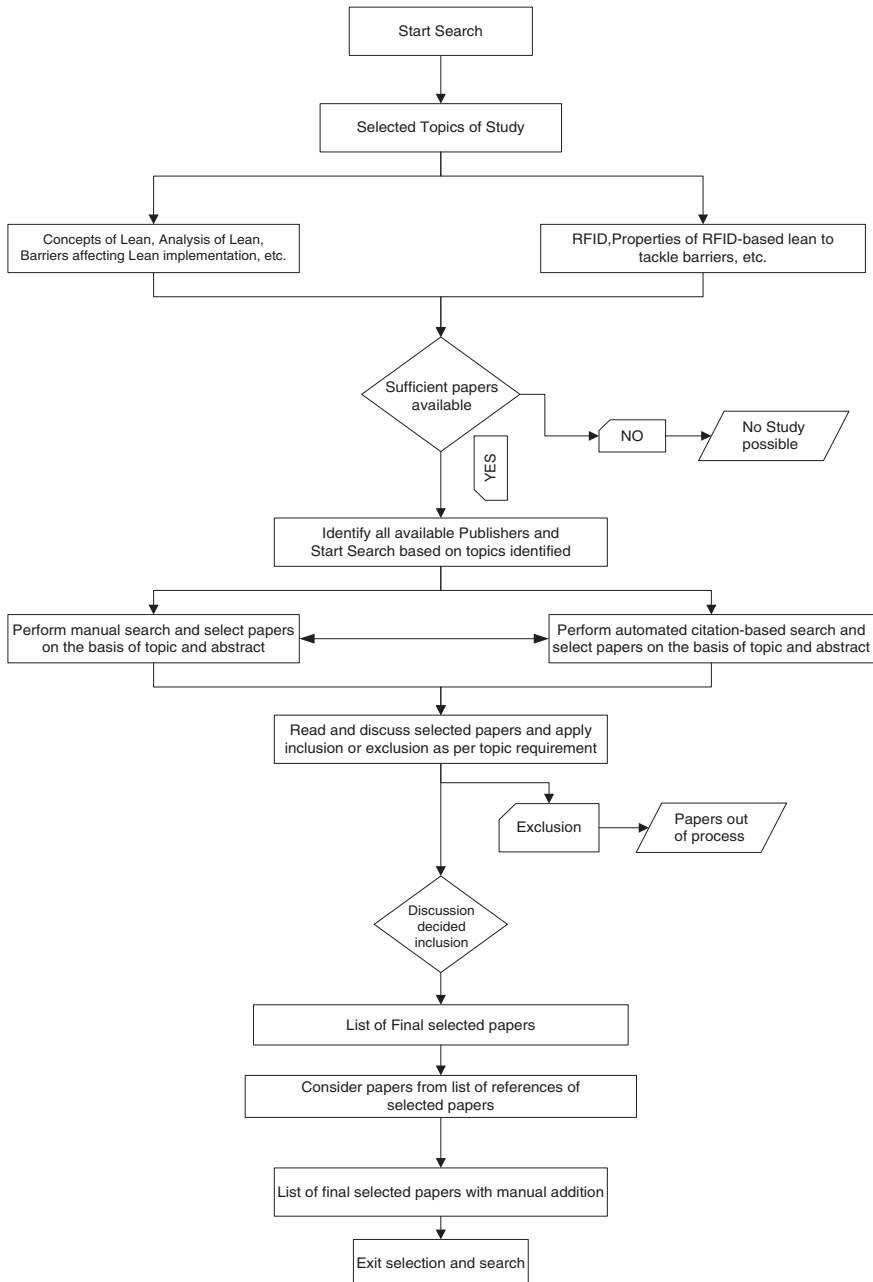 Start Search
Selected Topics of Study
Concepts of Lean, Analysis of Lean,
Barriers affecting Lean implementation, etc.
RFID,Properties of RFID-based lean to
tackle barriers, etc.
Sufficient papers
available
NO
No Study
possible
YES
Identify all available Publishers and
Start Search based on topics identified
Perform manual search and select papers
on the basis of topic and abstract
Perform automated citation-based search and
select papers on the basis of topic and abstract
Read and discuss selected papers and apply
inclusion or exclusion as per topic requirement
Exclusion
Papers out
of process
Discussion
decided
inclusion
List of Final selected papers
Consider papers from list of references of
selected papers
List of final selected papers with manual addition
Exit selection and search